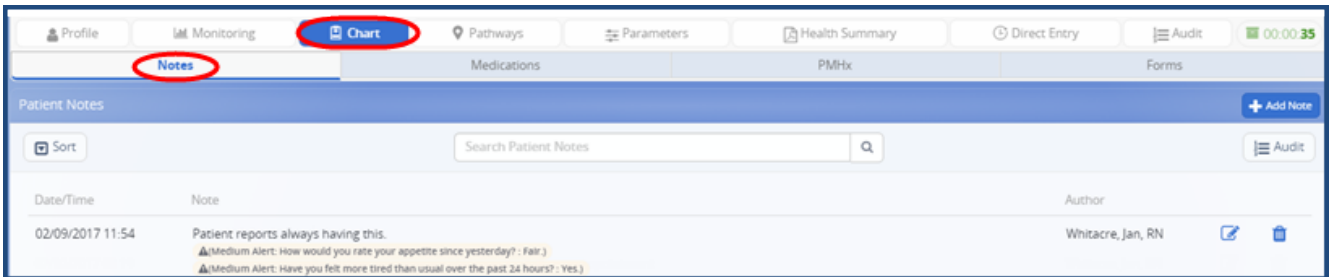 Profile Monitoring Chart Pathways Parameters Health Summary Direct Entry Audit 00:00:35
Notes Medications PMHx Forms
Patient Notes Add Note
Sort Search Patient Notes Audit
Date/Time Note Author
02/09/2017 11:54 Patient reports always having this. Whitacre, Jan, RN
(Medium Alert: How would you rate your appetite since yesterday? : Fair.)
(Medium Alert: Have you felt more tired than usual over the past 24 hours? : Yes.)